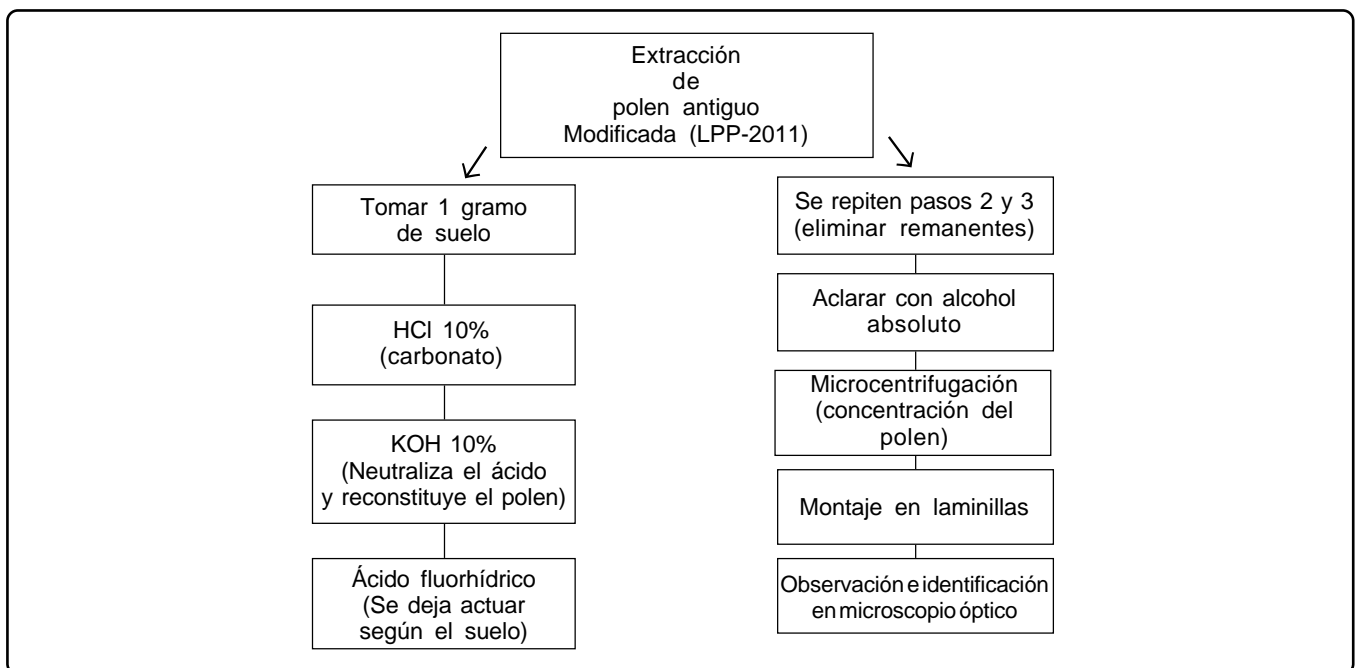 Extracción
de
polen antiguo
Modificada (LPP-2011)
Tomar 1 gramo
de suelo
HCl 10%
(carbonato)
KOH 10%
(Neutraliza el ácido
y reconstituye el polen)
Ácido fluorhídrico
(Se deja actuar
según el suelo)
Se repiten pasos 2 y 3
(eliminar remanentes)
Aclarar con alcohol
absoluto
Microcentrifugación
(concentración del
polen)
Montaje en laminillas
Observación e identificación
en microscopio óptico